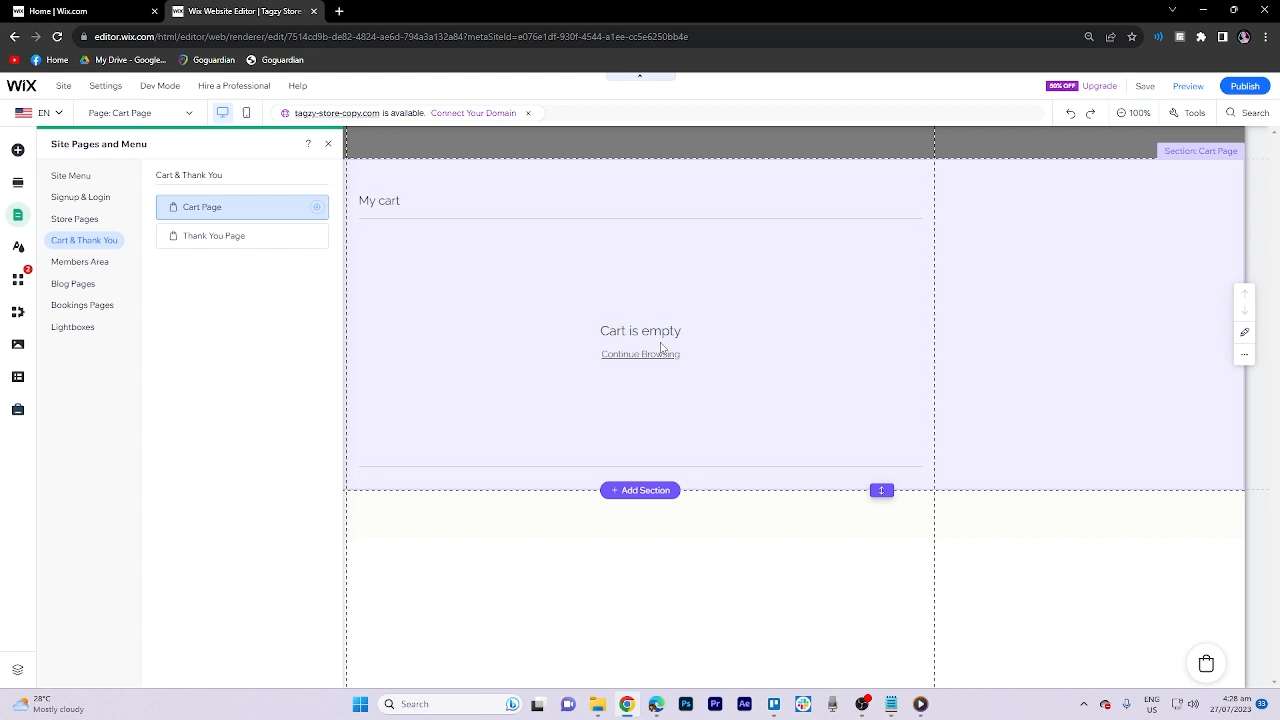 Home | Wix.com
Wix Website Editor | Tagzy Store
editor.wix.com/html/editor/web/renderer/edit/7514cd9b-de82-4824-ae6d-794a3a132a84?metaSiteId=e076e1df-930f-4544-a1ee-cc5e6250bb4e
Home
My Drive - Google...
Goguardian
Goguardian
WiX
Site
Settings
Dev Mode
Hire a Professional
Help
50% OFF
Upgrade
Save
Preview
Publish
EN
Page: Cart Page
tagzy-store-copy.com is available.
Connect Your Domain
100%
Tools
Search
Site Pages and Menu
?
Site Menu
Signup & Login
Store Pages
Cart & Thank You
Members Area
Blog Pages
Bookings Pages
Lightboxes
Cart & Thank You
Cart Page
Thank You Page
2
Section: Cart Page
My cart
Cart is empty
Continue Browsing
+ Add Section
28°C
Mostly cloudy
Search
Ps
Pr
Ae
ENG
US
4:28 am
27/07/2023
33